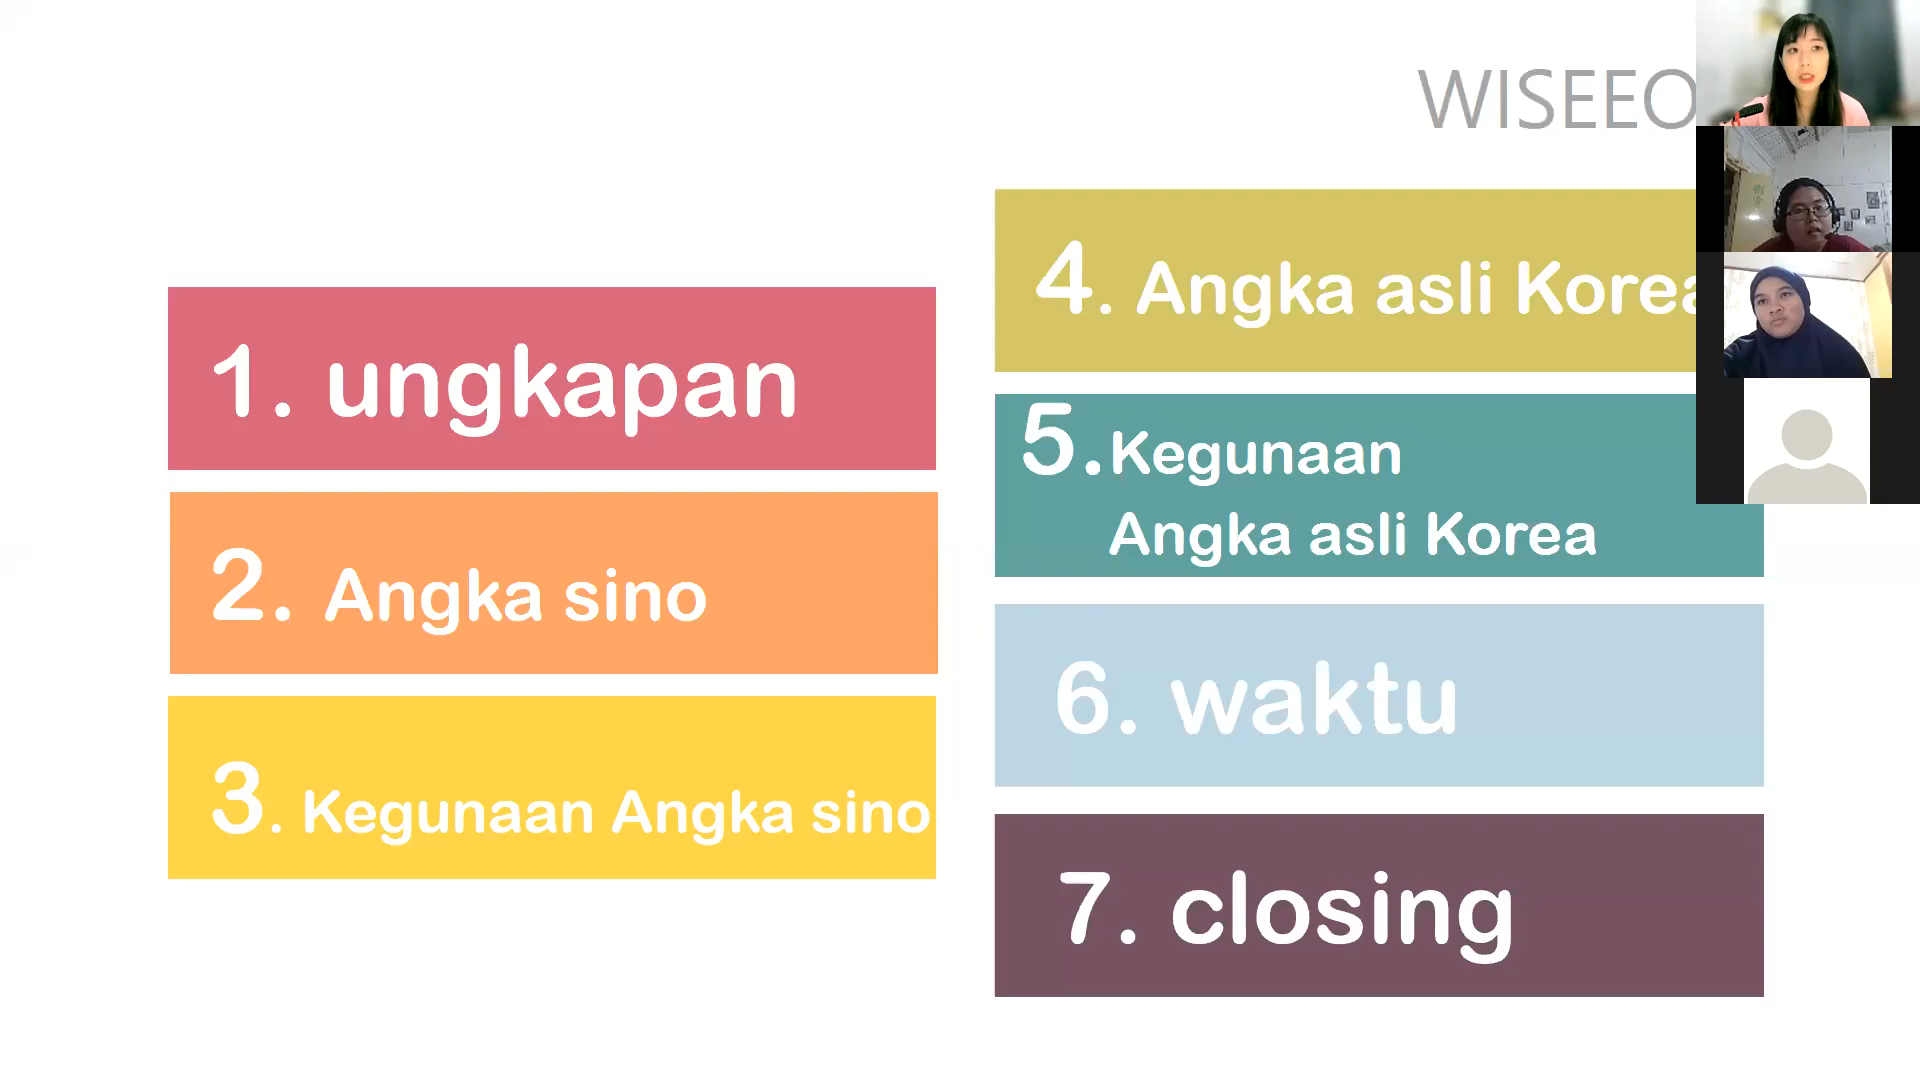 WISEEO
1. ungkapan
2. Angka sino
3. Kegunaan Angka sino
4. Angka asli Korea
5. Kegunaan
Angka asli Korea
6. waktu
7. closing